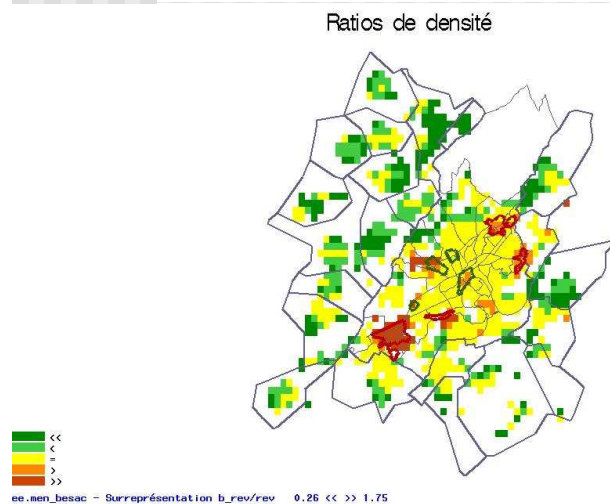 Ratios de densité
<<
<
=
>
>>
ee.men_besac - Surreprésentation b_rev/rev 0.26 << >> 1.75